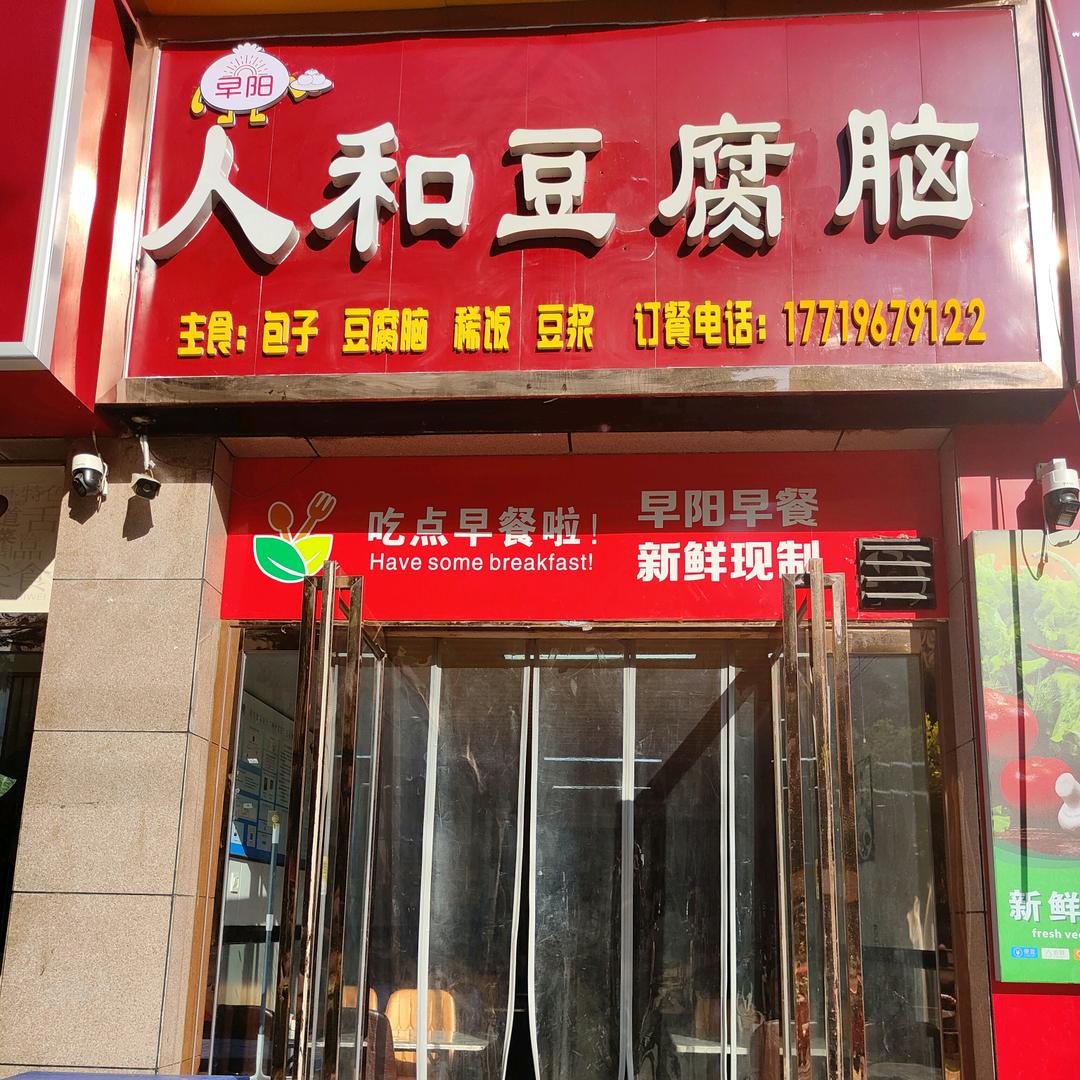 早阳
人和豆腐脑
主食：包子 豆腐脑 稀饭 豆浆 订餐电话：17719679122
吃点早餐啦！
Have some breakfast!
早阳早餐
新鲜现制
新鲜
fresh ve